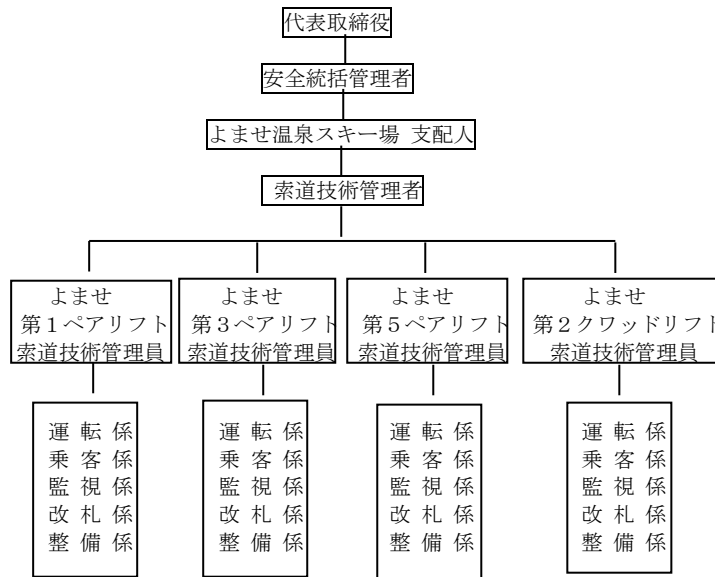 代表取締役
安全統括管理者
よませ温泉スキー場 支配人
索道技術管理者
よませ
第１ペアリフト
索道技術管理員
よませ
第３ペアリフト
索道技術管理員
よませ
第５ペアリフト
索道技術管理員
よませ
第２クワッドリフト
索道技術管理員
運 転 係
乗 客 係
監 視 係
改 札 係
整 備 係
運 転 係
乗 客 係
監 視 係
改 札 係
整 備 係
運 転 係
乗 客 係
監 視 係
改 札 係
整 備 係
運 転 係
乗 客 係
監 視 係
改 札 係
整 備 係